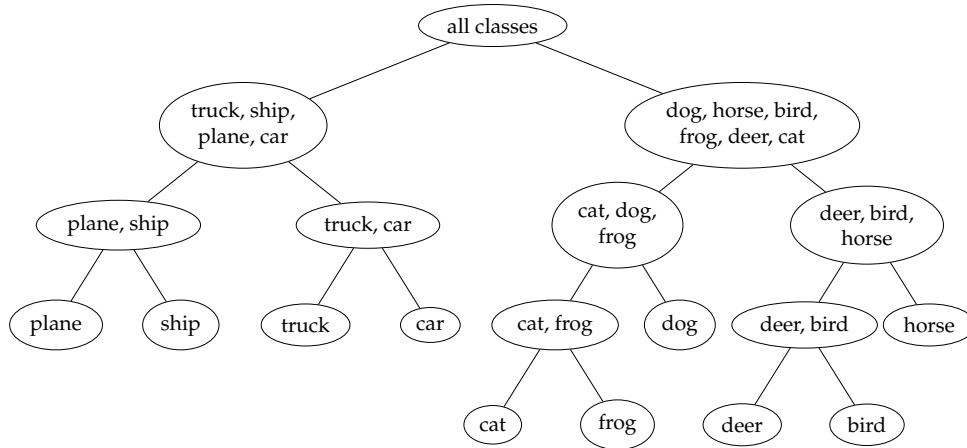 all classes
truck, ship,
plane, car
dog, horse, bird,
frog, deer, cat
plane, ship
truck, car
cat, dog,
frog
deer, bird,
horse
plane
ship
truck
car
cat, frog
dog
deer, bird
horse
cat
frog
deer
bird